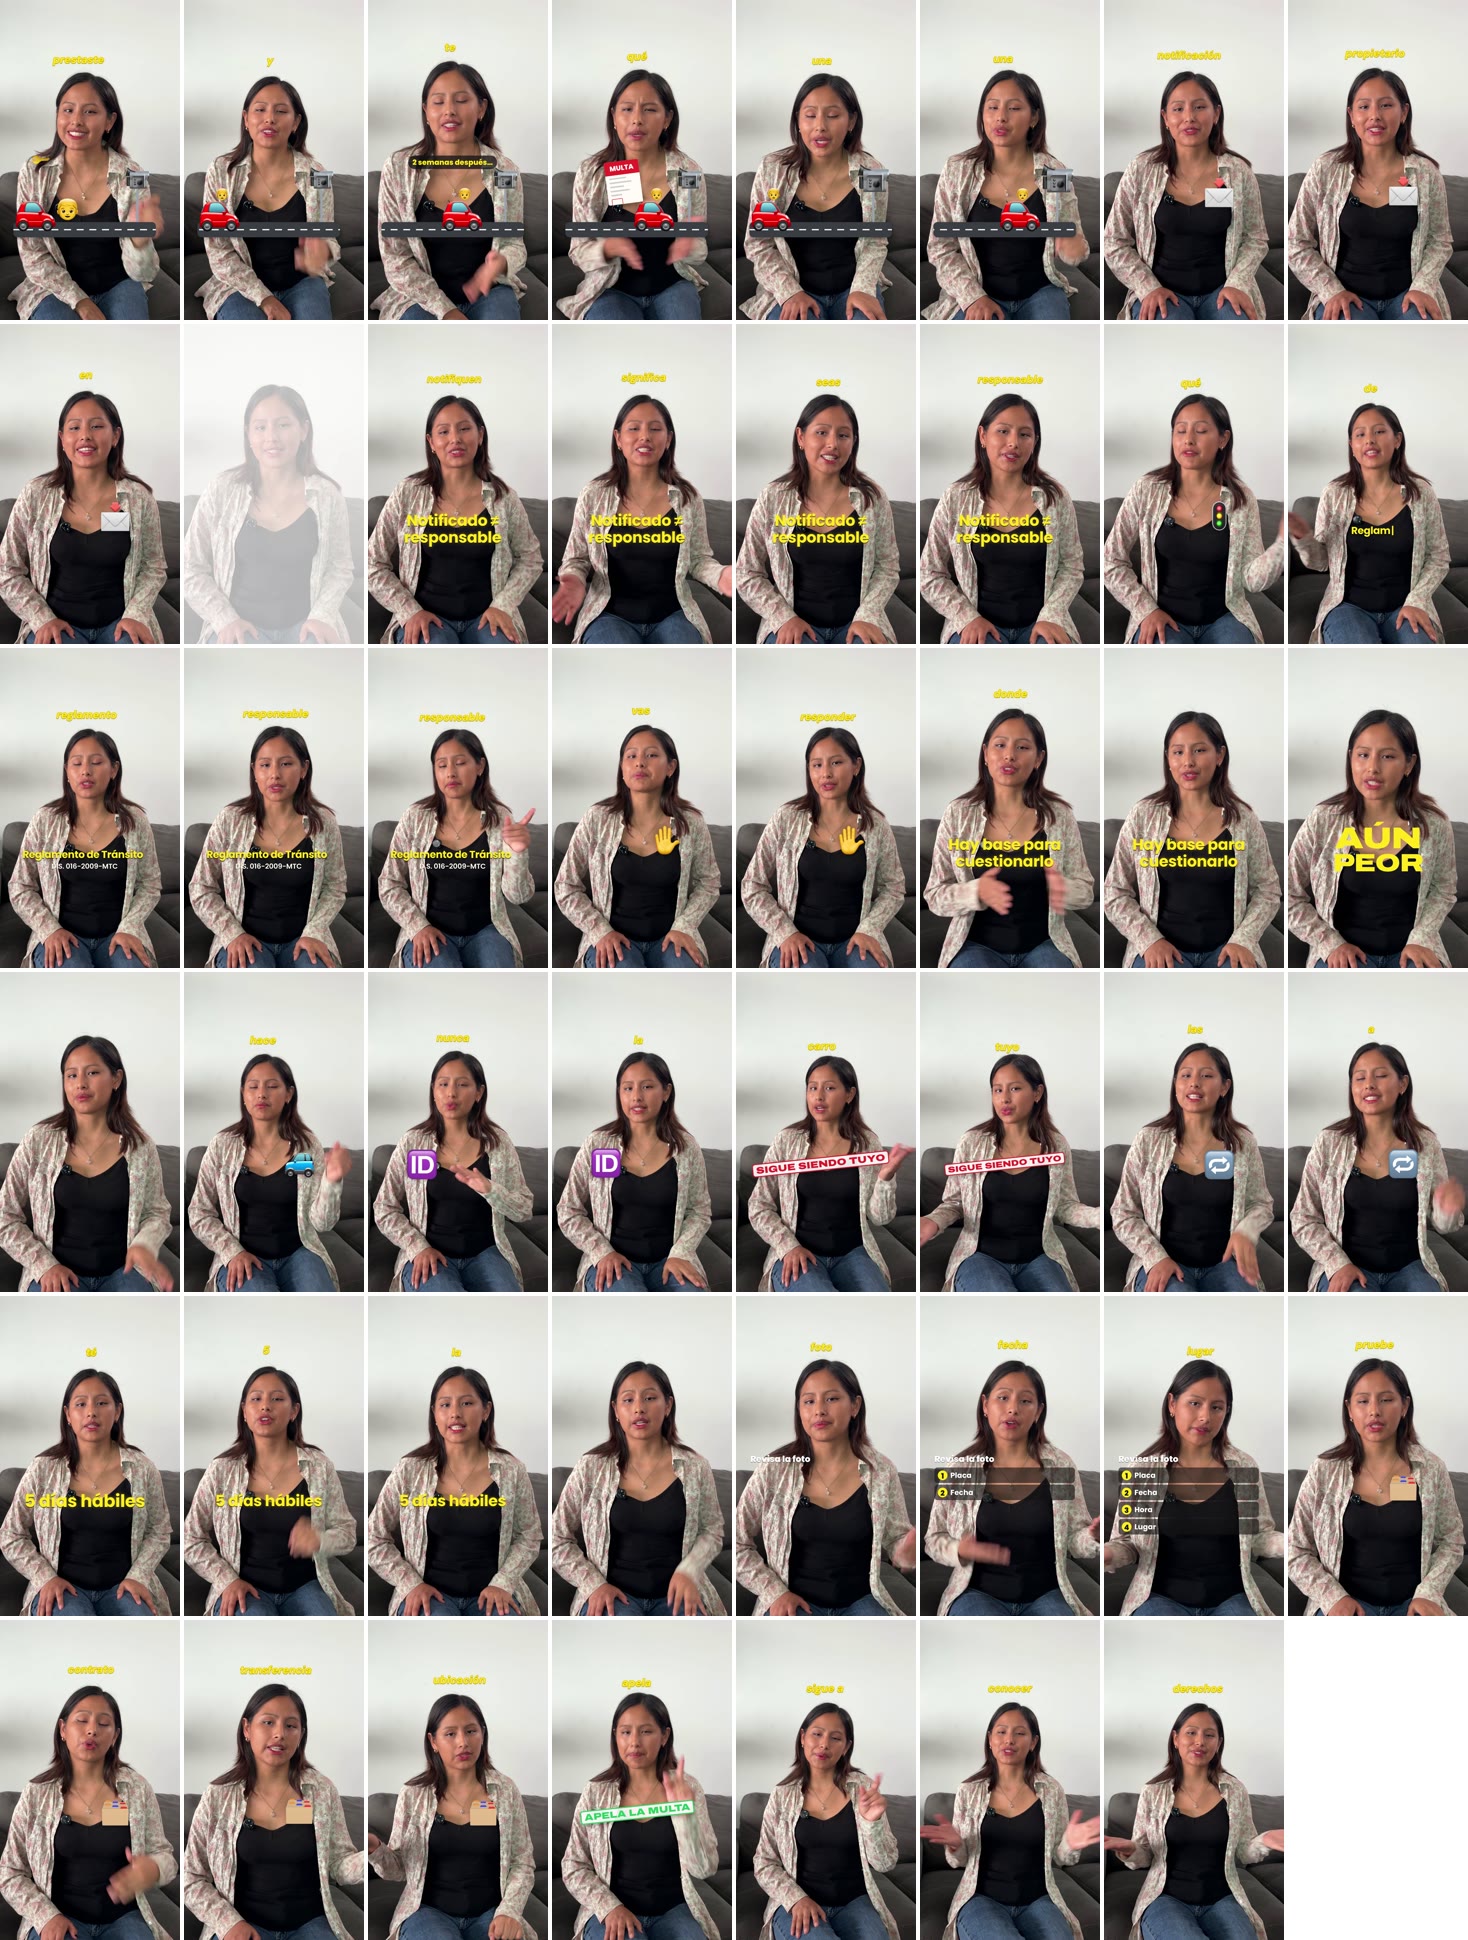 prestaste
y
te
2 semanas después...
qué
MULTA
una
una
notificación
propietario
en
notifiquen
Notificado ≠
responsable
significa
Notificado ≠
responsable
seas
Notificado ≠
responsable
responsable
Notificado ≠
responsable
qué
de
Reglam|
reglamento
Reglamento de Tránsito
D.S. 016-2009-MTC
responsable
Reglamento de Tránsito
D.S. 016-2009-MTC
responsable
Reglamento de Tránsito
D.S. 016-2009-MTC
vas
responder
donde
Hay base para
cuestionarlo
Hay base para
cuestionarlo
AÚN
PEOR
hace
nunca
ID
la
ID
carro
SIGUE SIENDO TUYO
tuyo
SIGUE SIENDO TUYO
las
a
té
5 días hábiles
5
5 días hábiles
la
5 días hábiles
foto
Revisa la foto
fecha
Revisa la foto
1 Placa
2 Fecha
lugar
Revisa la foto
1 Placa
2 Fecha
3 Hora
4 Lugar
pruebe
contrato
transferencia
ubicación
apela
APELA LA MULTA
sigue a
conocer
derechos